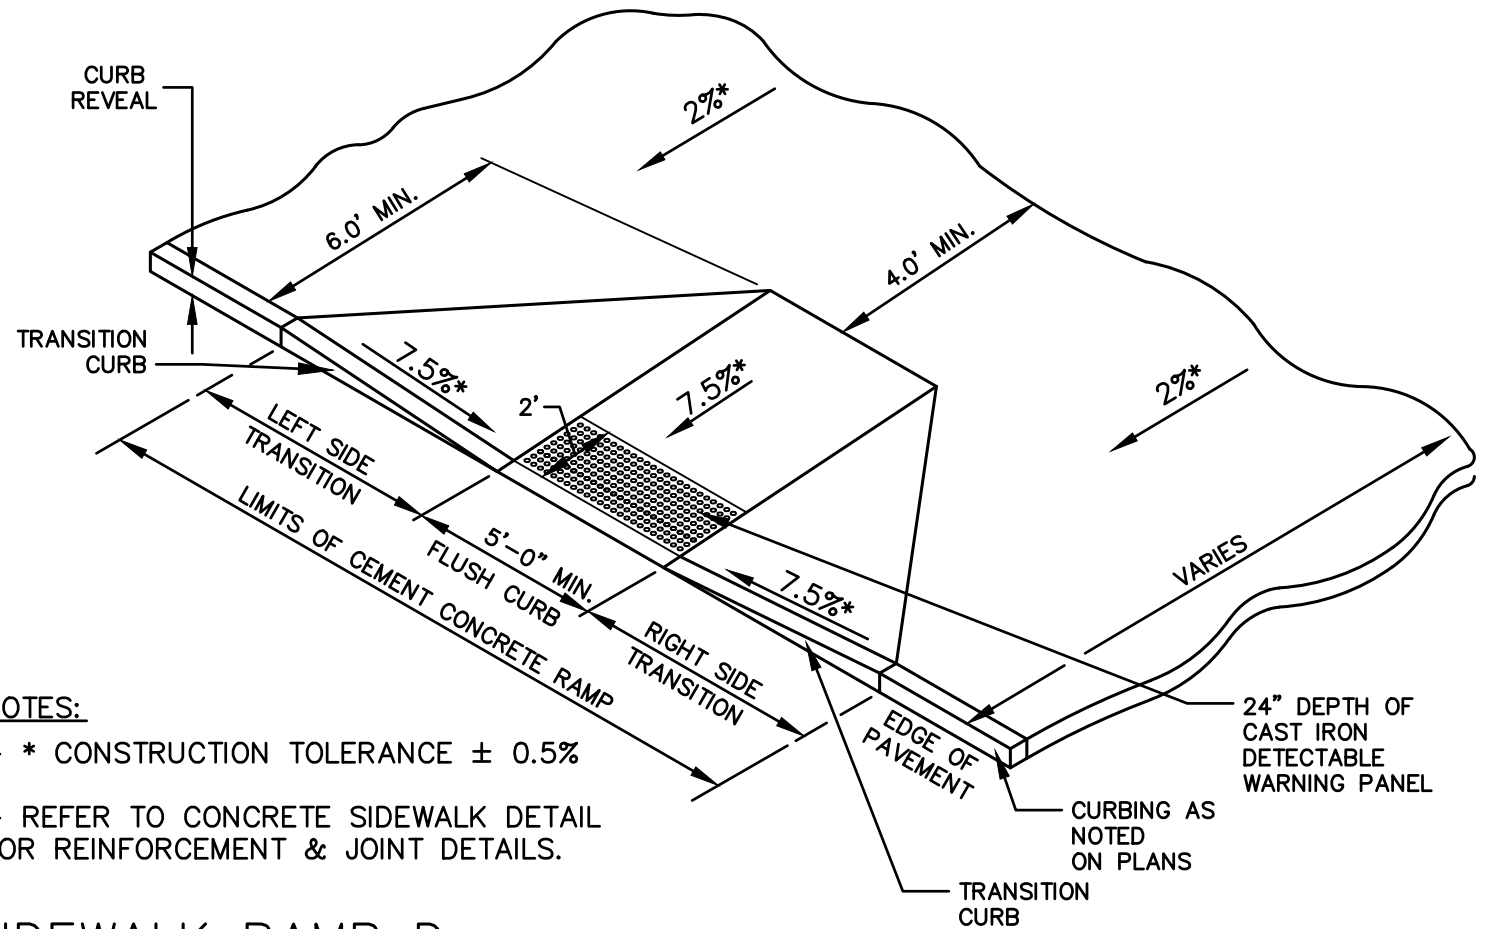 CURB
REVEAL
2%*
6.0' MIN.
4.0' MIN.
TRANSITION
CURB
7.5%*
2'
7.5%*
2%*
LEFT SIDE
TRANSITION
LIMITS OF CEMENT CONCRETE RAMP
5'-0" MIN.
FLUSH CURB
7.5%*
VARIES
RIGHT SIDE
TRANSITION
EDGE OF
PAVEMENT
24" DEPTH OF
CAST IRON
DETECTABLE
WARNING PANEL
CURBING AS
NOTED
ON PLANS
TRANSITION
CURB
OTES:
* CONSTRUCTION TOLERANCE ± 0.5%
REFER TO CONCRETE SIDEWALK DETAIL
OR REINFORCEMENT & JOINT DETAILS.